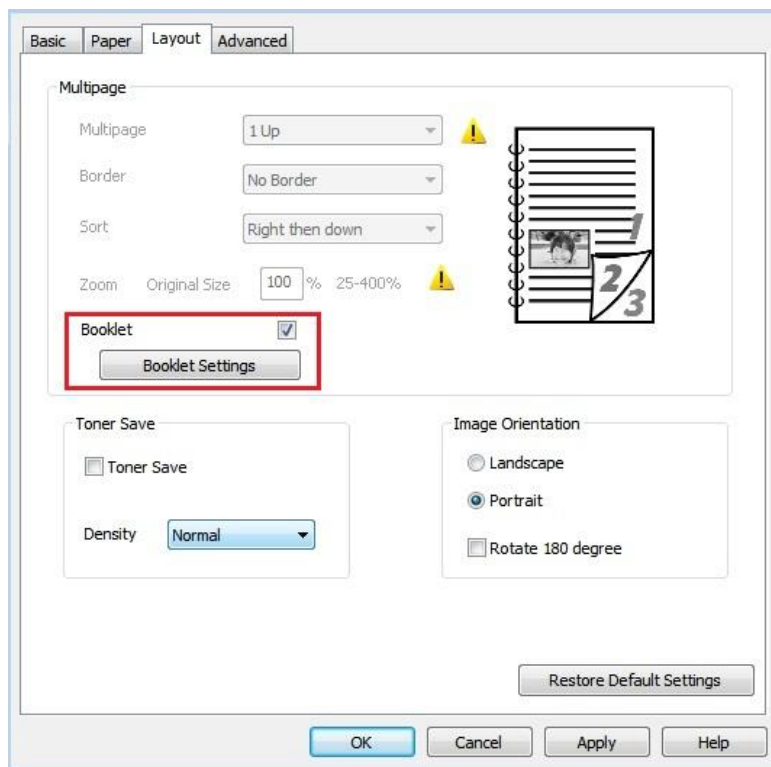 Basic Paper Layout Advanced
Multipage
Multipage 1 Up
Border No Border
Sort Right then down
Zoom Original Size 100 % 25-400%
Booklet
Booklet Settings
1
2
3
Toner Save
Toner Save
Density Normal
Image Orientation
Landscape
Portrait
Rotate 180 degree
Restore Default Settings
OK Cancel Apply Help